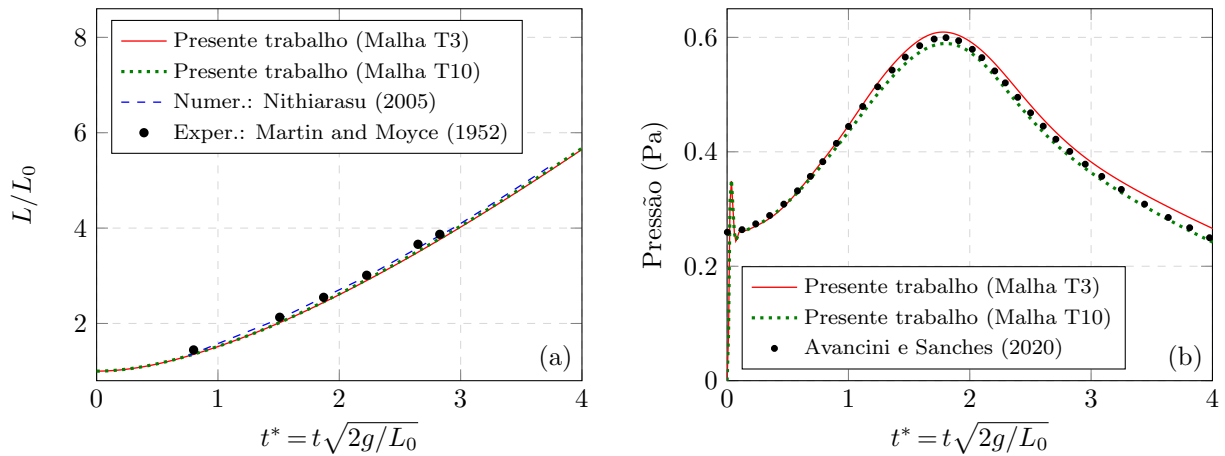 8
6
4
2
L/L₀
Presente trabalho (Malha T3)
Presente trabalho (Malha T10)
Numer.: Nithiarasu (2005)
Exper.: Martin and Moyce (1952)
(a)
0 1 2 3 4
t* = t√2g/L₀
0.6
0.4
0.2
0
Pressão (Pa)
Presente trabalho (Malha T3)
Presente trabalho (Malha T10)
Avancini e Sanches (2020)
(b)
0 1 2 3 4
t* = t√2g/L₀